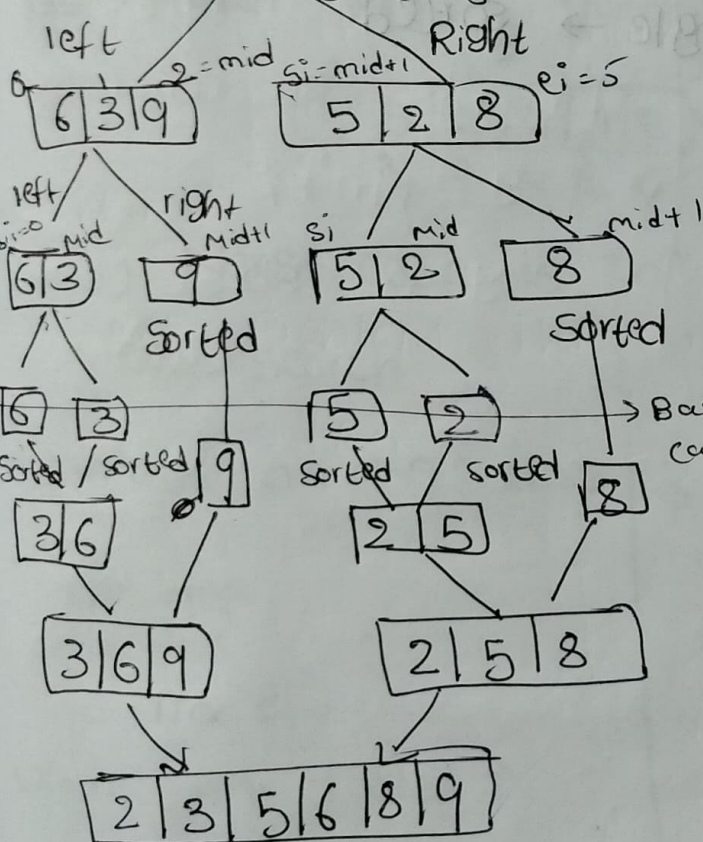 left Right
0 1 2=mid si=mid+1 ei=5
6 3 9 5 2 8
left right
si=0 mid mid+1 si mid mid+1
6 3 9 5 2 8
Sorted Sorted
6 3 5 2 Ba
Sorted sorted 9 Sorted sorted 8
3 6 2 5
3 6 9 2 5 8
2 3 5 6 8 9